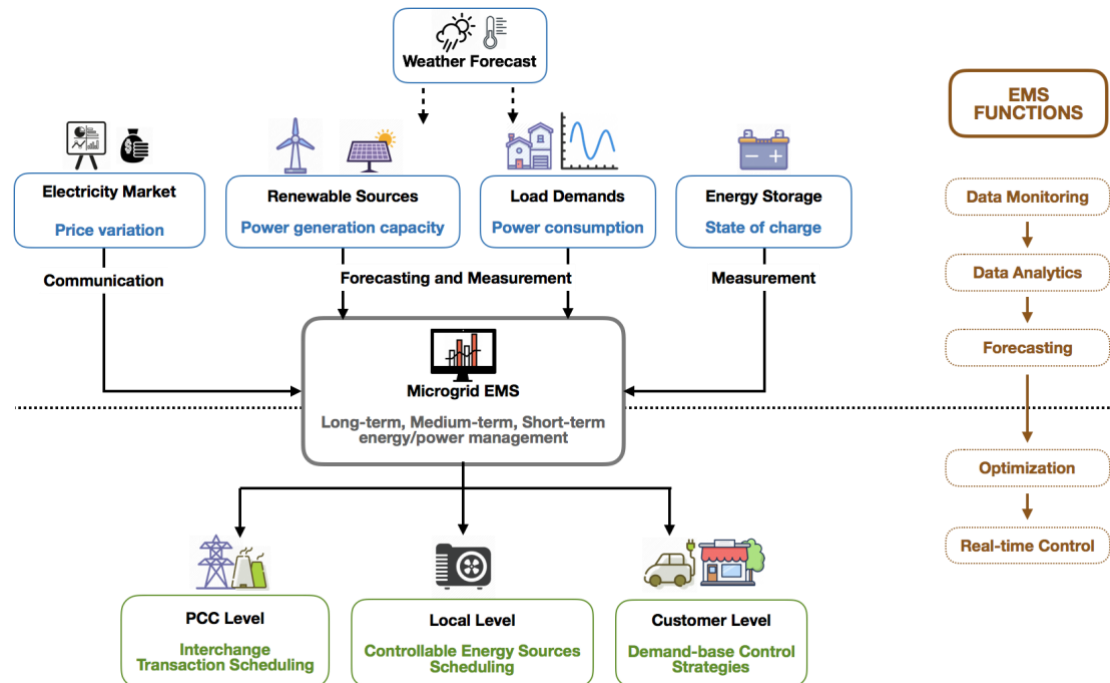 Weather Forecast
EMS
FUNCTIONS
Electricity Market
Price variation
Renewable Sources
Power generation capacity
Load Demands
Power consumption
Energy Storage
State of charge
Data Monitoring
Communication
Forecasting and Measurement
Measurement
Data Analytics
Forecasting
Microgrid EMS
Long-term, Medium-term, Short-term
energy/power management
Optimization
Real-time Control
PCC Level
Interchange
Transaction Scheduling
Local Level
Controllable Energy Sources
Scheduling
Customer Level
Demand-base Control
Strategies